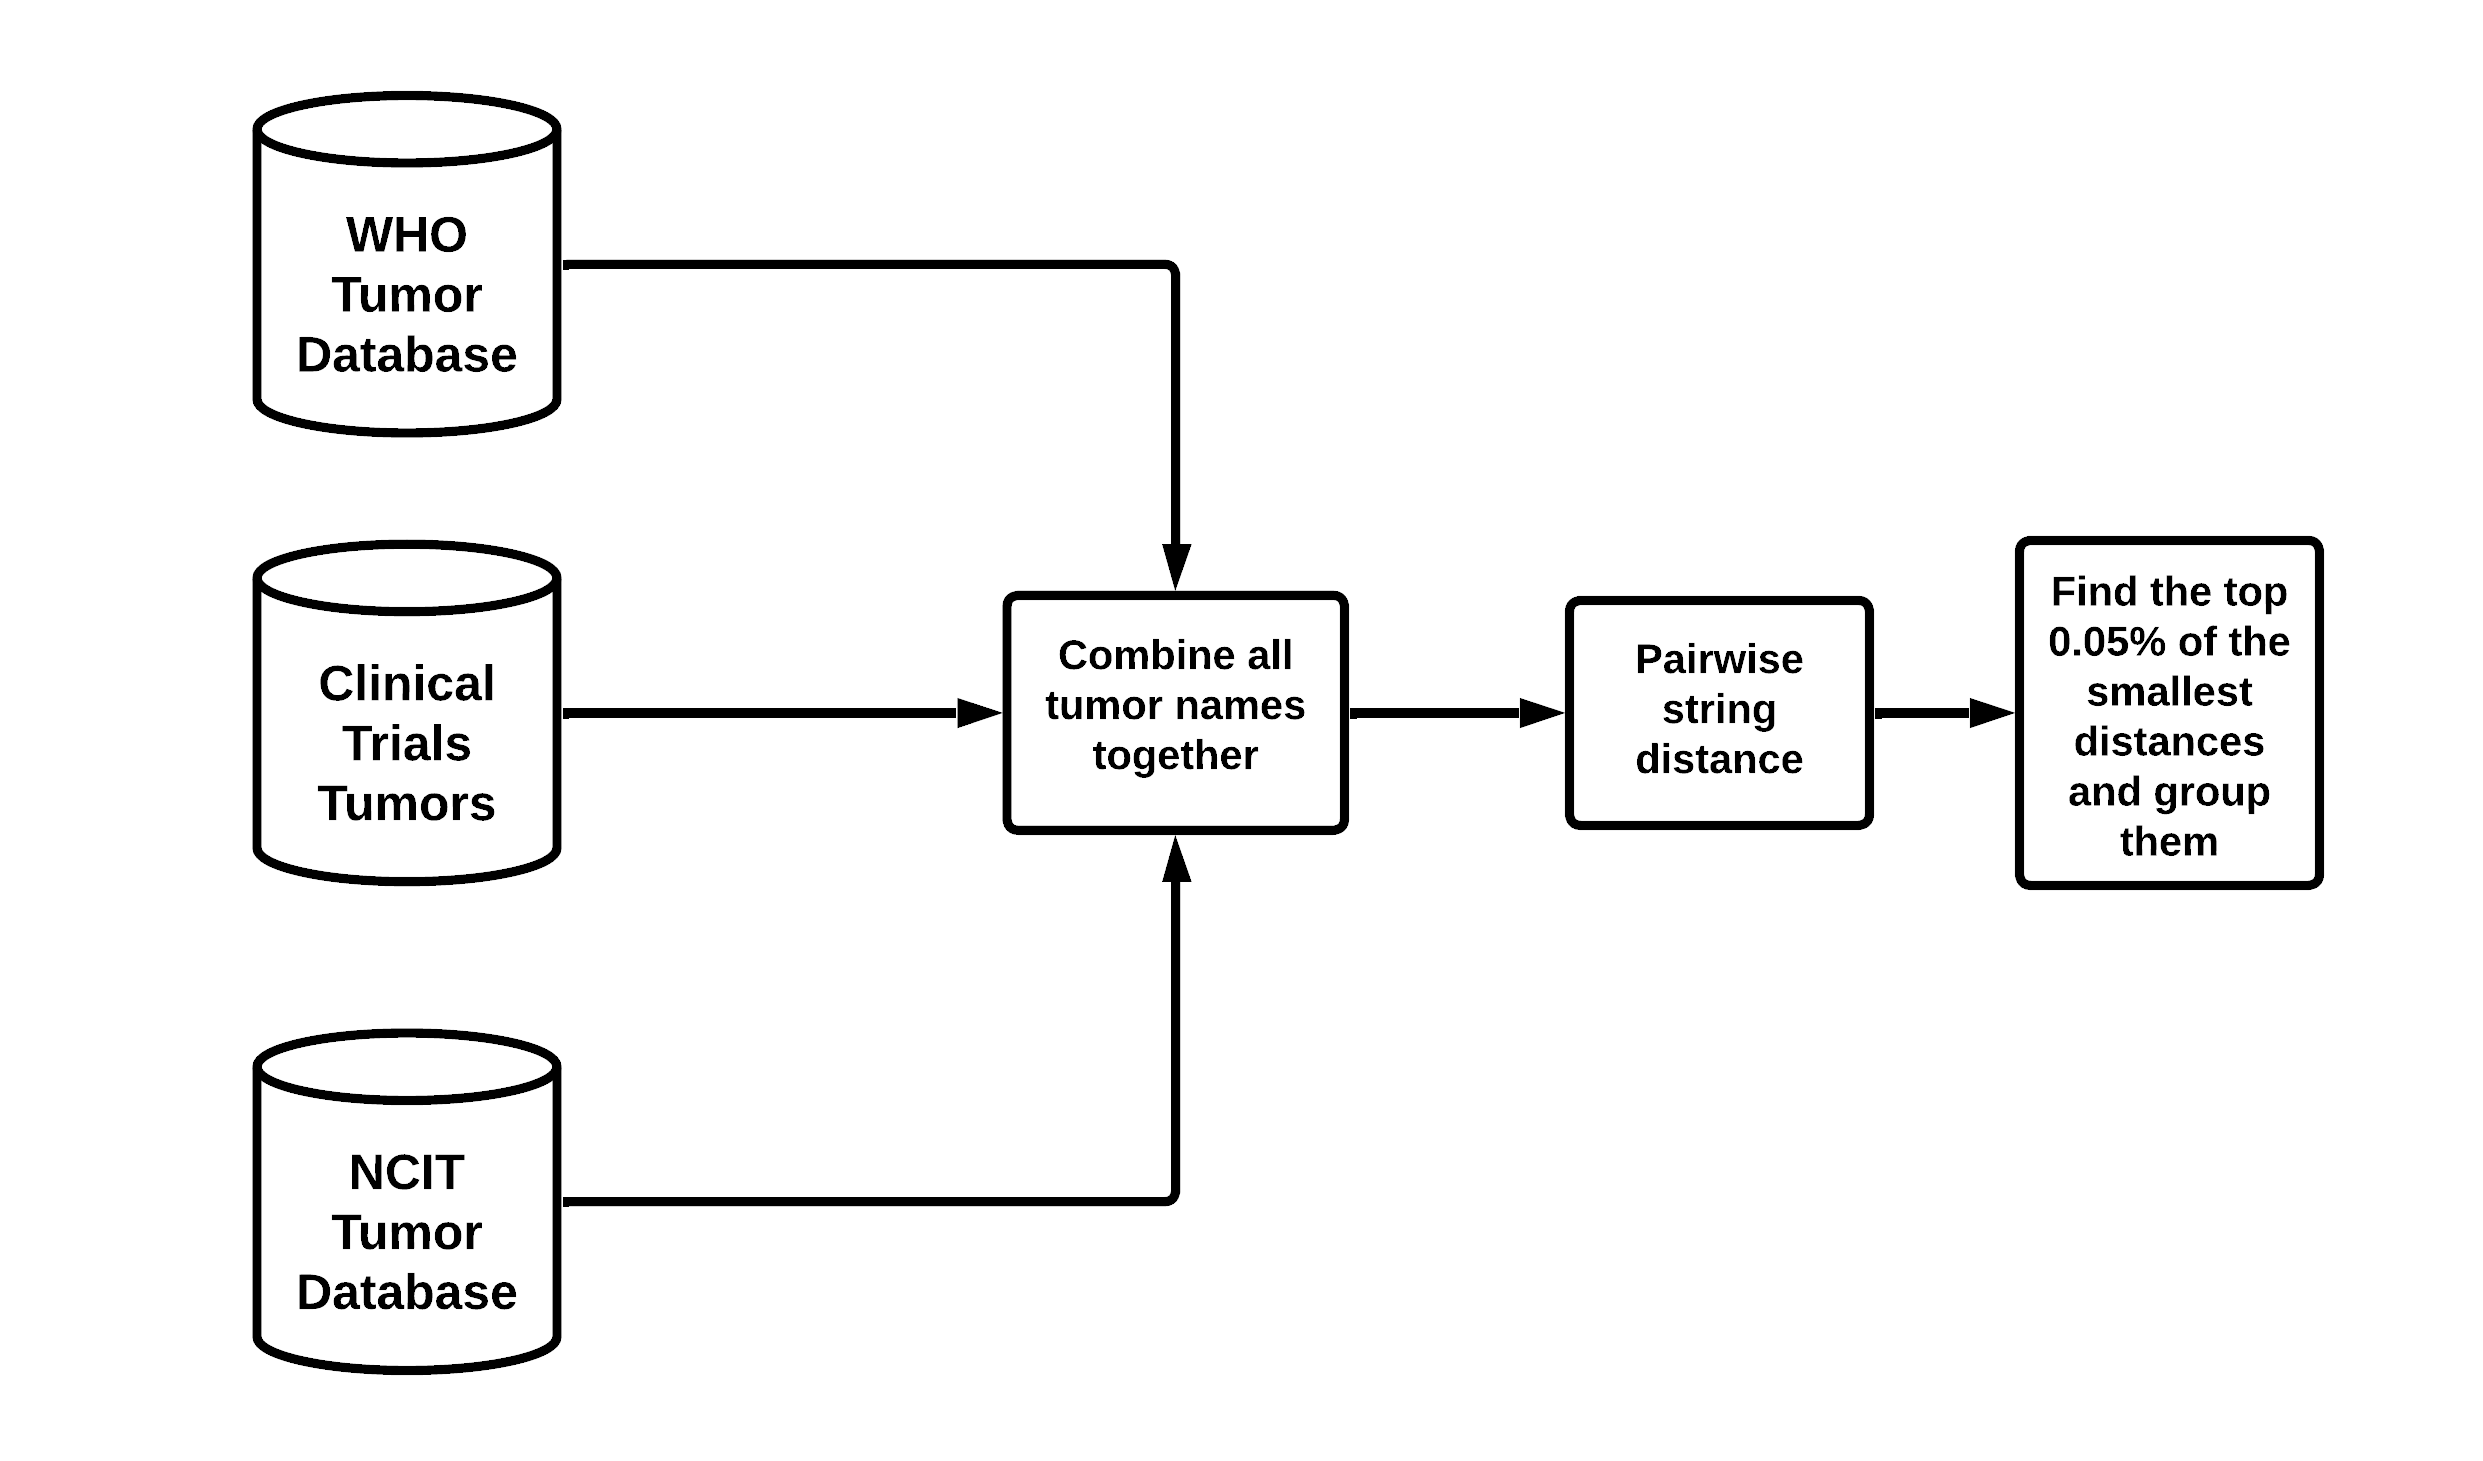 WHO
Tumor
Database
Clinical
Trials
Tumors
NCIT
Tumor
Database
Combine all
tumor names
together
Pairwise
string
distance
Find the top
0.05% of the
smallest
distances
and group
them